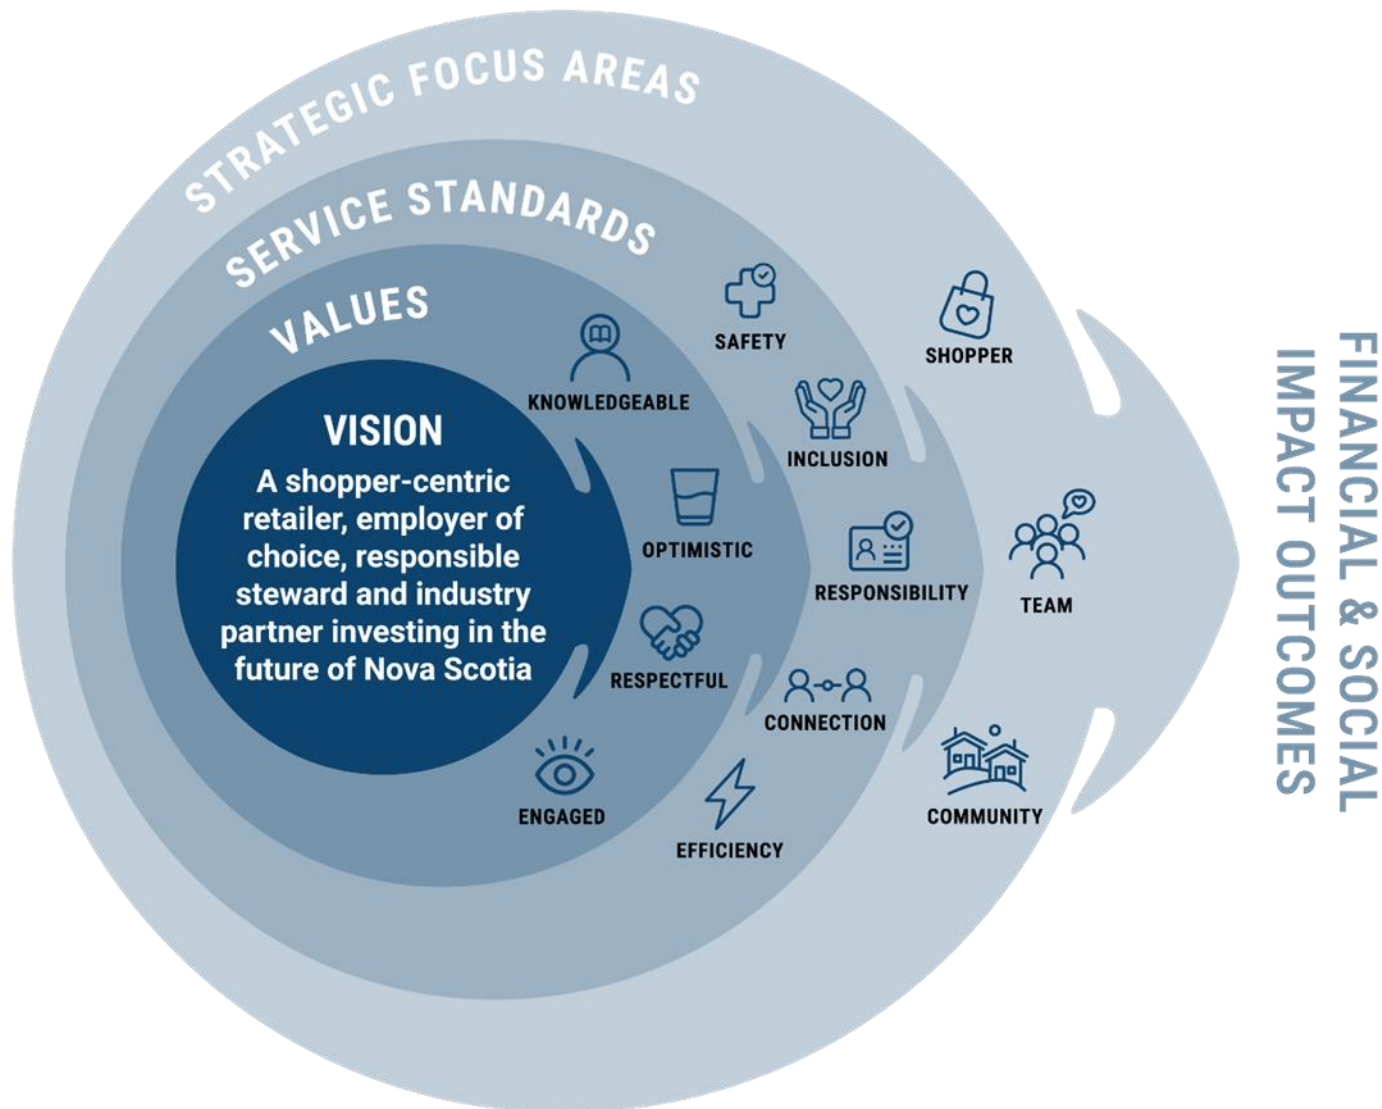 STRATEGIC FOCUS AREAS
SERVICE STANDARDS
VALUES
VISION
A shopper-centric
retailer, employer of
choice, responsible
steward and industry
partner investing in the
future of Nova Scotia
KNOWLEDGEABLE
OPTIMISTIC
RESPECTFUL
ENGAGED
SAFETY
INCLUSION
RESPONSIBILITY
CONNECTION
EFFICIENCY
SHOPPER
TEAM
COMMUNITY
FINANCIAL & SOCIAL
IMPACT OUTCOMES